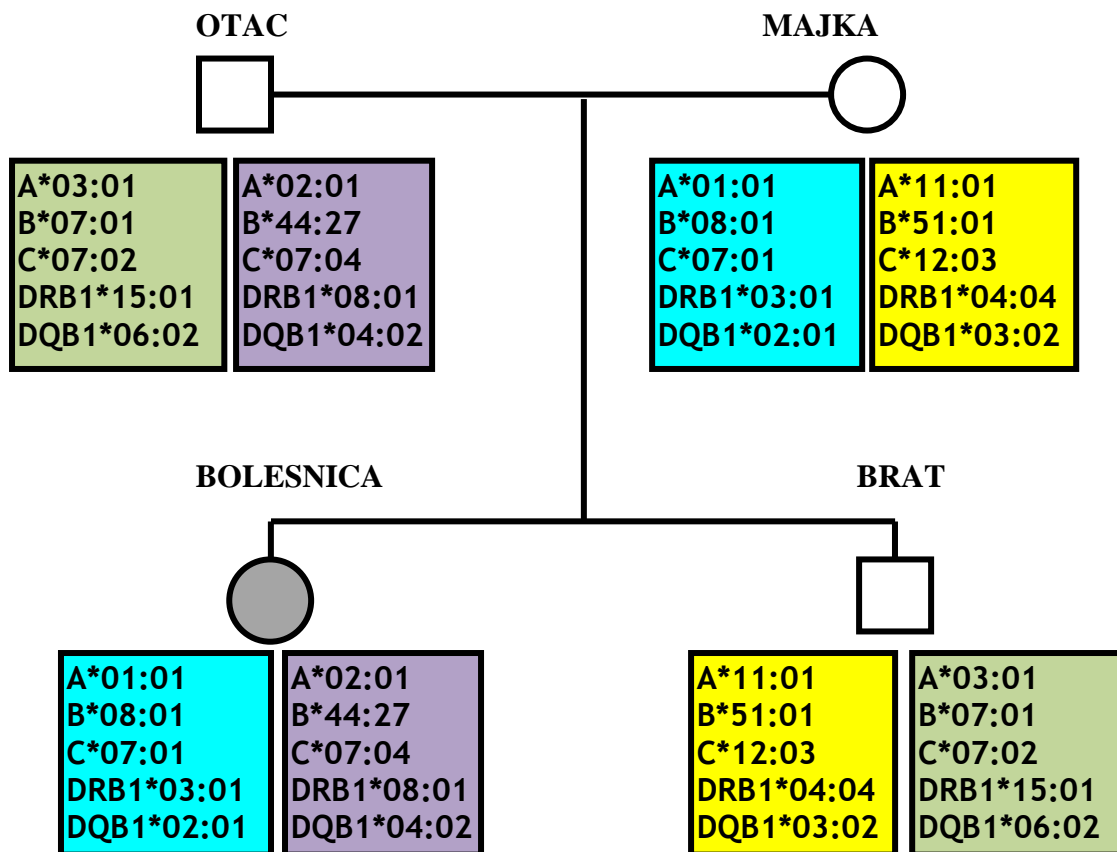 OTAC
MAJKA
A*03:01
B*07:01
C*07:02
DRB1*15:01
DQB1*06:02
A*02:01
B*44:27
C*07:04
DRB1*08:01
DQB1*04:02
A*01:01
B*08:01
C*07:01
DRB1*03:01
DQB1*02:01
A*11:01
B*51:01
C*12:03
DRB1*04:04
DQB1*03:02
BOLESNICA
BRAT
A*01:01
B*08:01
C*07:01
DRB1*03:01
DQB1*02:01
A*02:01
B*44:27
C*07:04
DRB1*08:01
DQB1*04:02
A*11:01
B*51:01
C*12:03
DRB1*04:04
DQB1*03:02
A*03:01
B*07:01
C*07:02
DRB1*15:01
DQB1*06:02